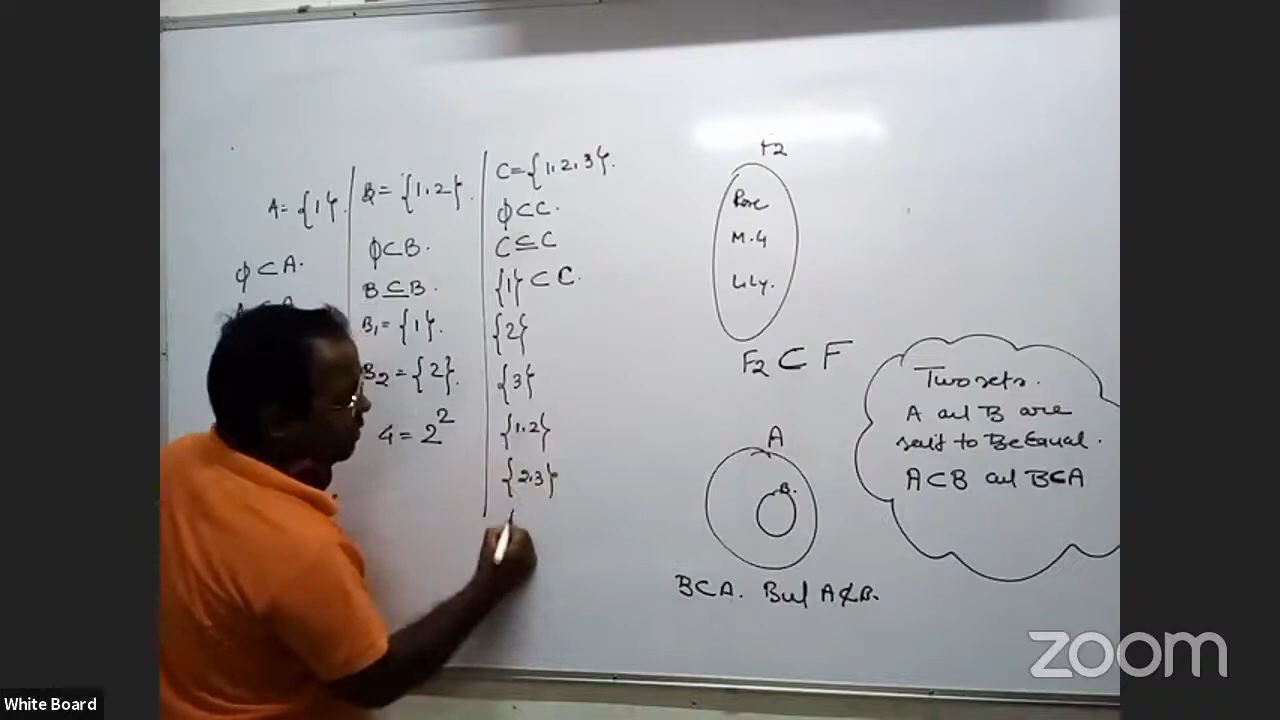 A = {1}.
φ⊂A.
B = {1,2}.
φ⊂B.
B⊆B.
B₁ = {1}.
B₂ = {2}.
4 = 2²
C = {1,2,3}.
φ⊂C.
C⊆C
{1}⊂C.
{2}
{3}
{1,2}
{2,3}
F2
Rose
M.G
Lily.
F2 ⊂ F
A
B.
B⊂A. But A⊄B.
Two sets.
A and B are
said to Be Equal.
A⊂B and B⊂A
zoom
White Board